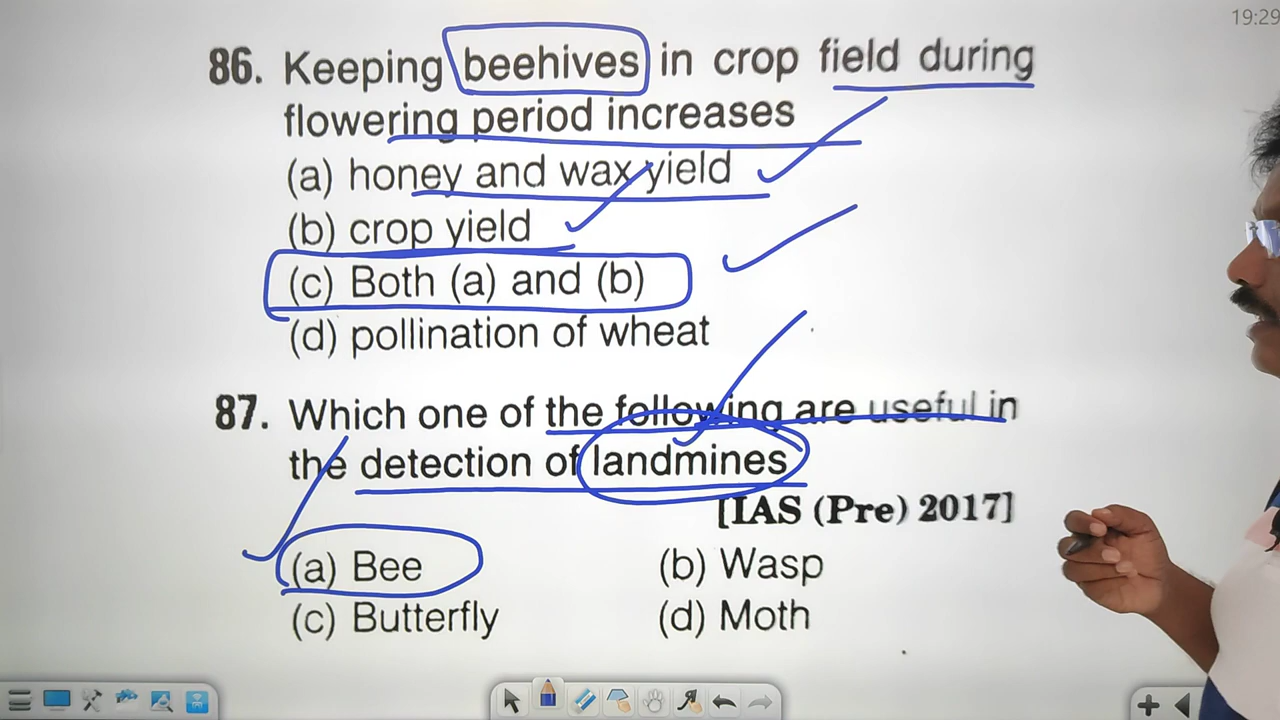 19:29
86. Keeping beehives in crop field during
flowering period increases
(a) honey and wax yield
(b) crop yield
(c) Both (a) and (b)
(d) pollination of wheat
87. Which one of the following are useful in
the detection of landmines
[IAS (Pre) 2017]
(a) Bee (b) Wasp
(c) Butterfly (d) Moth